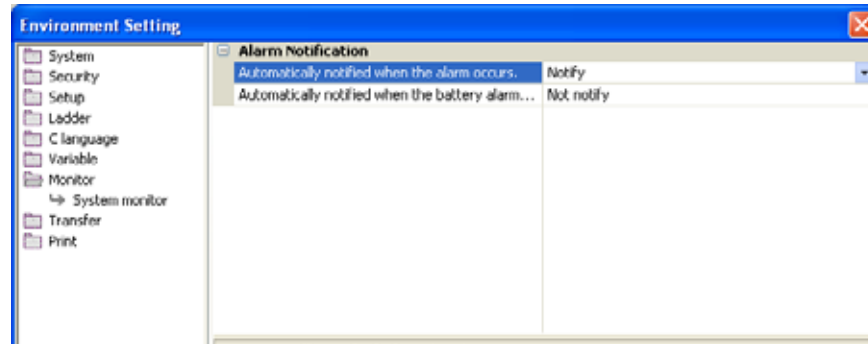 Environment Setting
System
Security
Setup
Ladder
C language
Variable
Monitor
System monitor
Transfer
Print
Alarm Notification
Automatically notified when the alarm occurs. Notify
Automatically notified when the battery alarm... Not notify